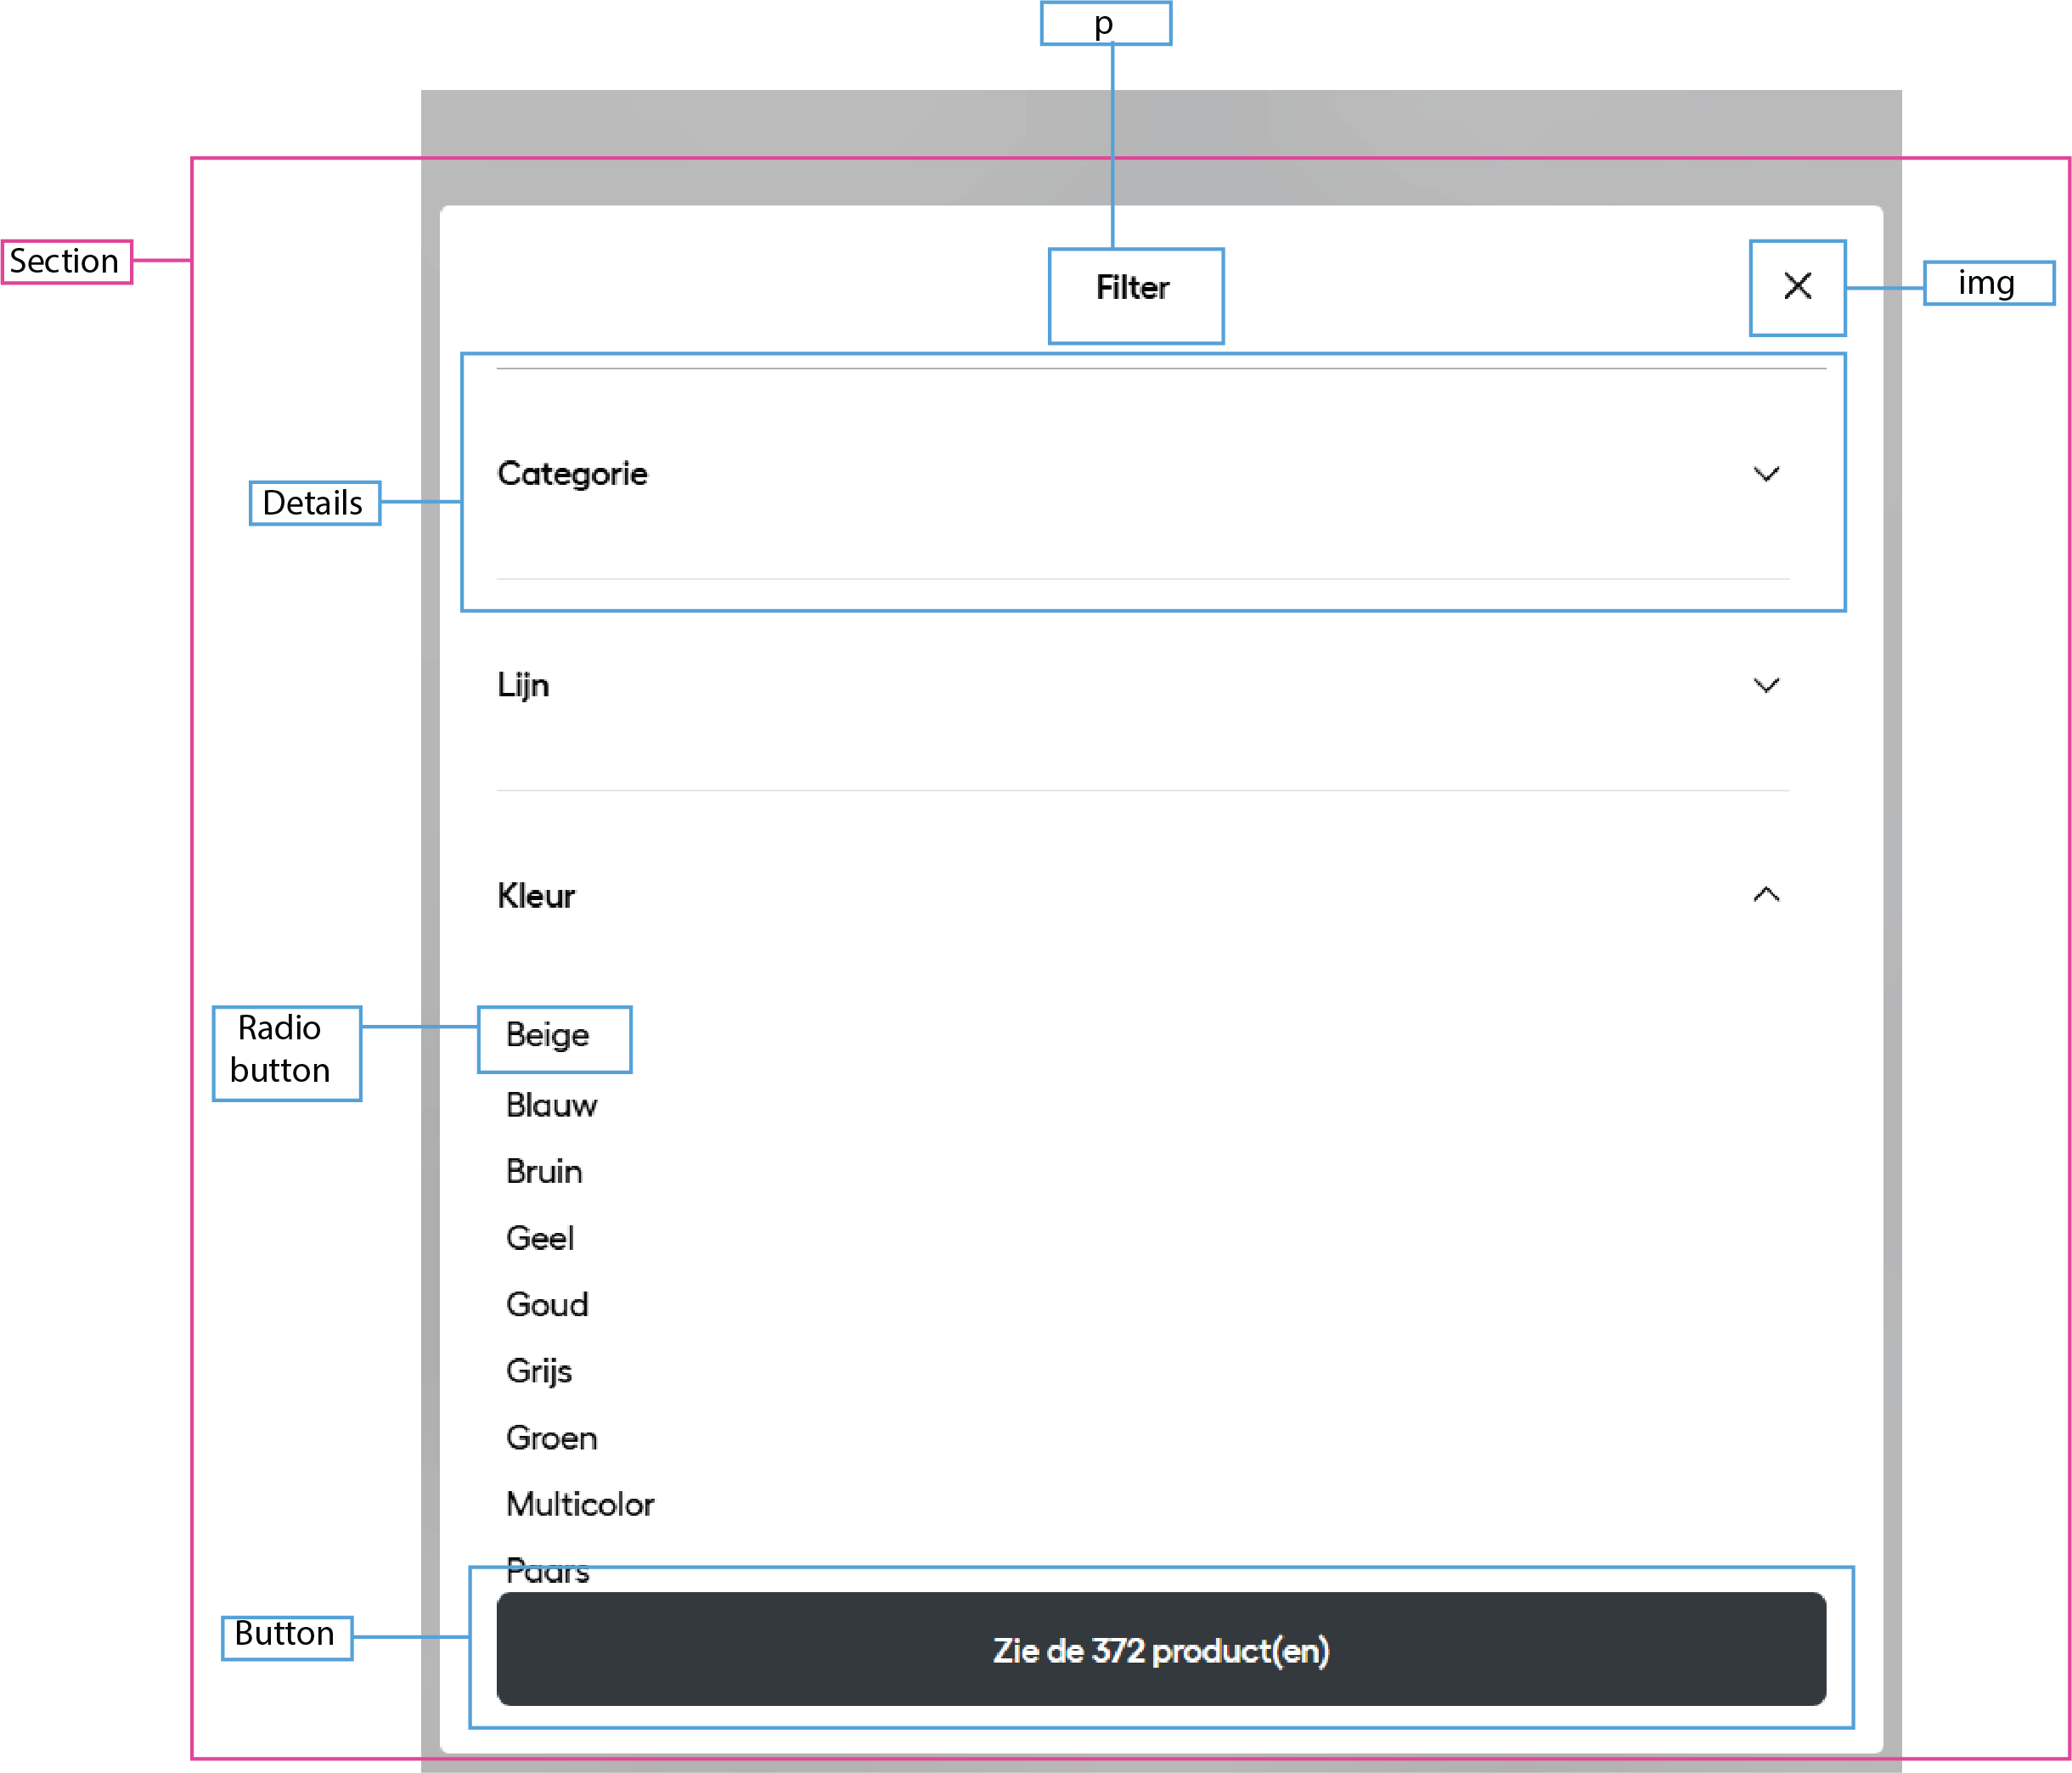 p
Section
Filter
img
Categorie
Details
Lijn
Kleur
Radio
button
Beige
Blauw
Bruin
Geel
Goud
Grijs
Groen
Multicolor
Paars
Button
Zie de 372 product(en)